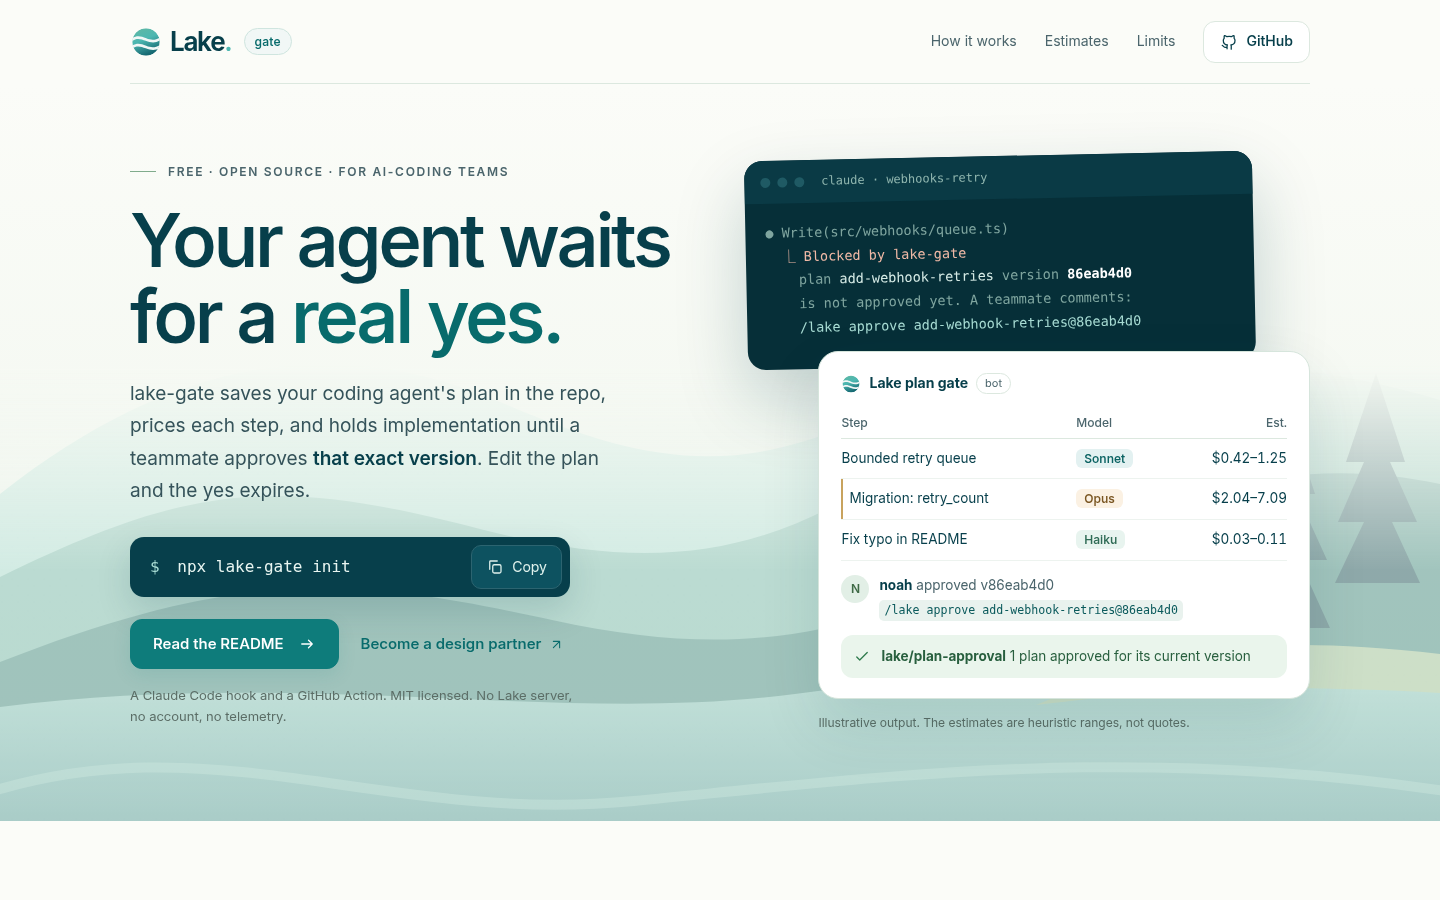 Lake. gate
How it works Estimates Limits GitHub
FREE · OPEN SOURCE · FOR AI-CODING TEAMS
Your agent waits
for a real yes.
lake-gate saves your coding agent's plan in the repo,
prices each step, and holds implementation until a
teammate approves that exact version. Edit the plan
and the yes expires.
$ npx lake-gate init Copy
Read the README → Become a design partner ↗
A Claude Code hook and a GitHub Action. MIT licensed. No Lake server,
no account, no telemetry.
claude · webhooks-retry
● Write(src/webhooks/queue.ts)
⎿ Blocked by lake-gate
plan add-webhook-retries version 86eab4d0
is not approved yet. A teammate comments:
/lake approve add-webhook-retries@86eab4d0
Lake plan gate bot
Step Model Est.
Bounded retry queue Sonnet $0.42–1.25
Migration: retry_count Opus $2.04–7.09
Fix typo in README Haiku $0.03–0.11
N noah approved v86eab4d0
/lake approve add-webhook-retries@86eab4d0
lake/plan-approval 1 plan approved for its current version
Illustrative output. The estimates are heuristic ranges, not quotes.